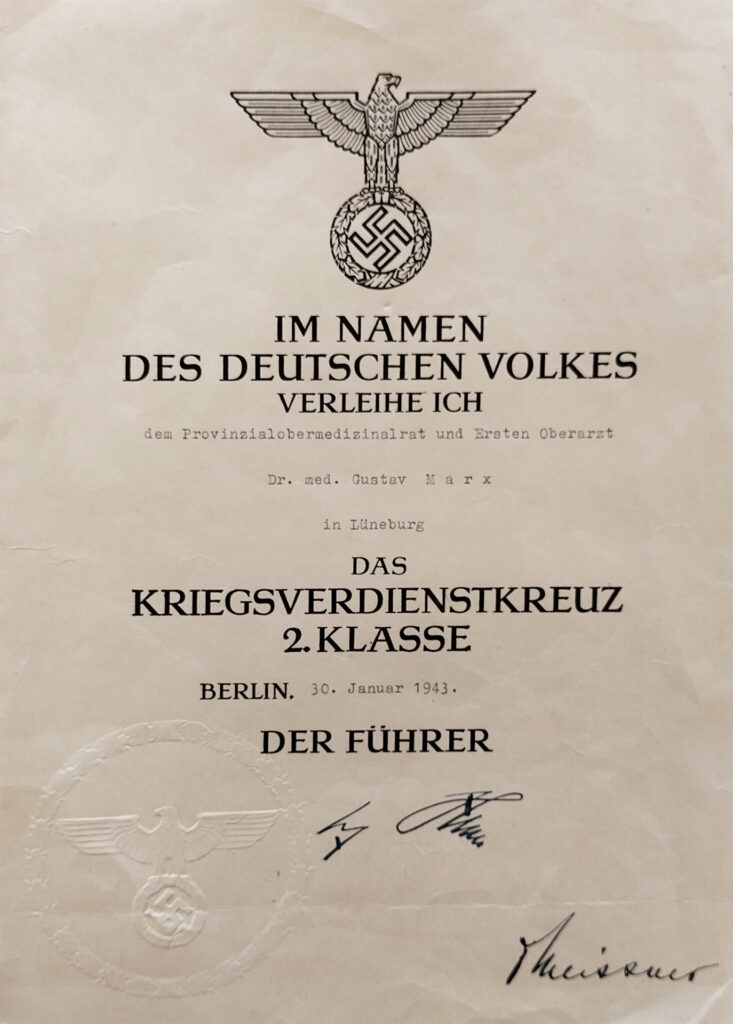 IM NAMEN
DES DEUTSCHEN VOLKES
VERLEIHE ICH
dem Provinzialobermedizinalrat und Ersten Oberarzt
Dr. med. Gustav M a r x
in Lüneburg
DAS
KRIEGSVERDIENSTKREUZ
2. KLASSE
BERLIN, 30. Januar 1943.
DER FÜHRER
Meissner